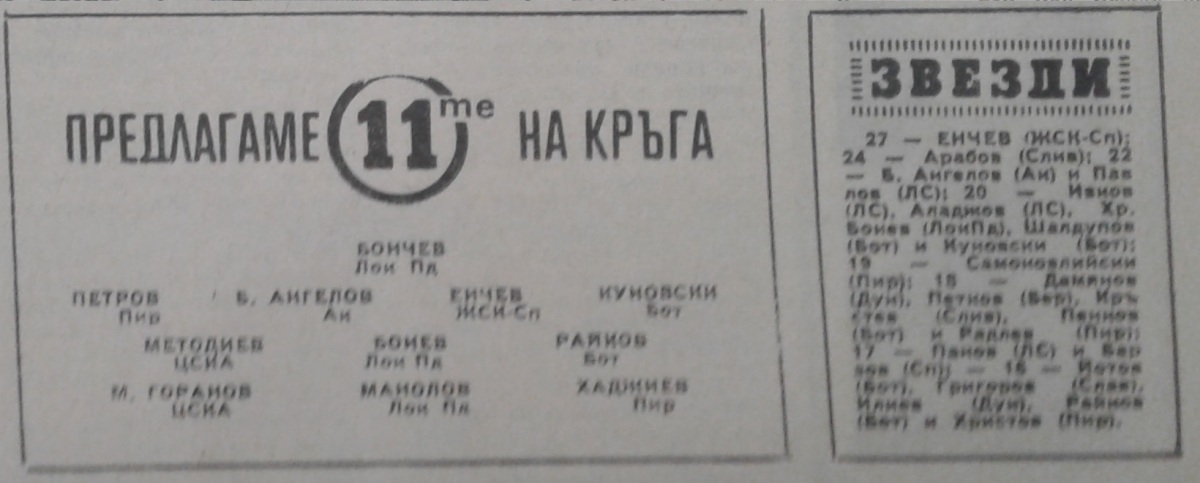 ПРЕДЛАГАМЕ 11те НА КРЪГА
БОНЧЕВ
Лок Пд
ПЕТРОВ Б. АНГЕЛОВ ЕНЧЕВ КУНОВСКИ
Пир Ак ЖСК-Сп Бот
МЕТОДИЕВ БОНЕВ РАЙКОВ
ЦСКА Лок Пд Бот
М. ГОРАНОВ МАНОЛОВ ХАДЖИЕВ
ЦСКА Лок Пд Пир
ЗВЕЗДИ
27 — ЕНЧЕВ (ЖСК-Сп);
24 — Арабов (Слив); 22
— Б. Ангелов (Ак) и Пав
лов (ЛС); 20 — Иванов
(ЛС), Аладжов (ЛС), Хр.
Бонев (ЛокПд), Шалдупов
(Бот) и Куновски (Бот);
19 — Самоковлийски
(Пир); 18 — Дамянов
(Дун), Петков (Бер), Кръ
стев (Слив), Пенков
(Бот) и Радлев (Пир);
17 — Панов (ЛС) и Вар
зов (Сп); — 16 — Йотов
(Бот), Григоров (Слав),
Илиев (Дун), Райков
(Бот) и Христов (Пир).